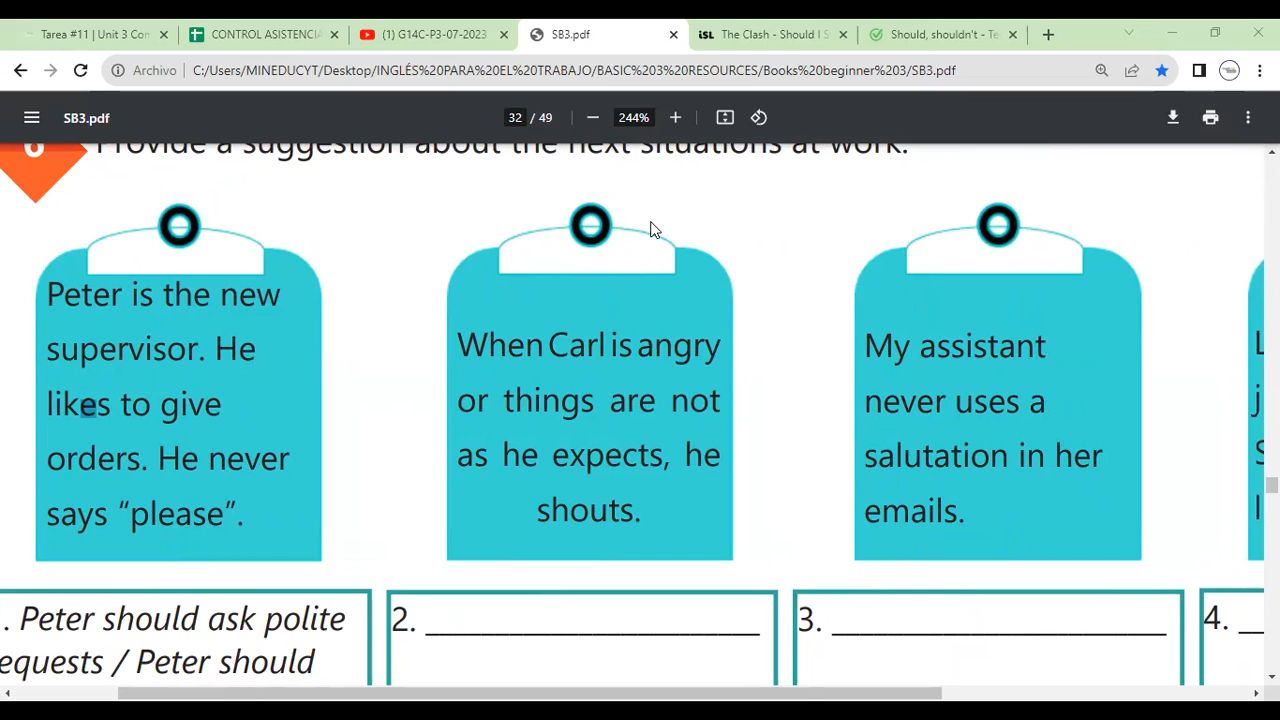 Tarea #11 | Unit 3 Con
CONTROL ASISTENCIA
(1) G14C-P3-07-2023
SB3.pdf
The Clash - Should I S
Should, shouldn't - Te
Archivo
C:/Users/MINEDUCYT/Desktop/INGLÉS%20PARA%20EL%20TRABAJO/BASIC%203%20RESOURCES/Books%20beginner%203/SB3.pdf
SB3.pdf
32 / 49
244%
Provide a suggestion about the next situations at work.
Peter is the new
supervisor. He
likes to give
orders. He never
says “please”.
When Carl is angry
or things are not
as he expects, he
shouts.
My assistant
never uses a
salutation in her
emails.
. Peter should ask polite
equests / Peter should
2. ____________________
3. ____________________
4. __